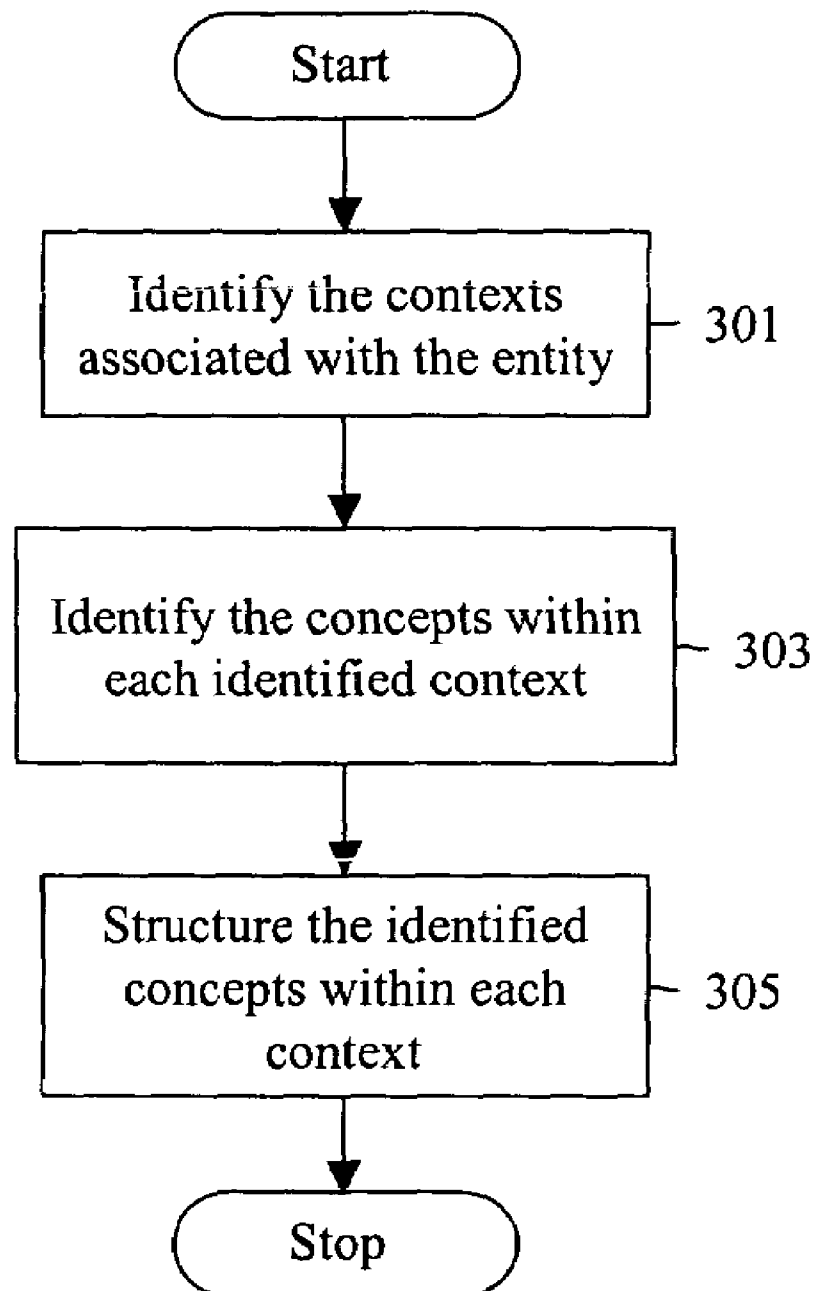 Start
Identify the contexts
associated with the entity
301
Identify the concepts within
each identified context
303
Structure the identified
concepts within each
context
305
Stop